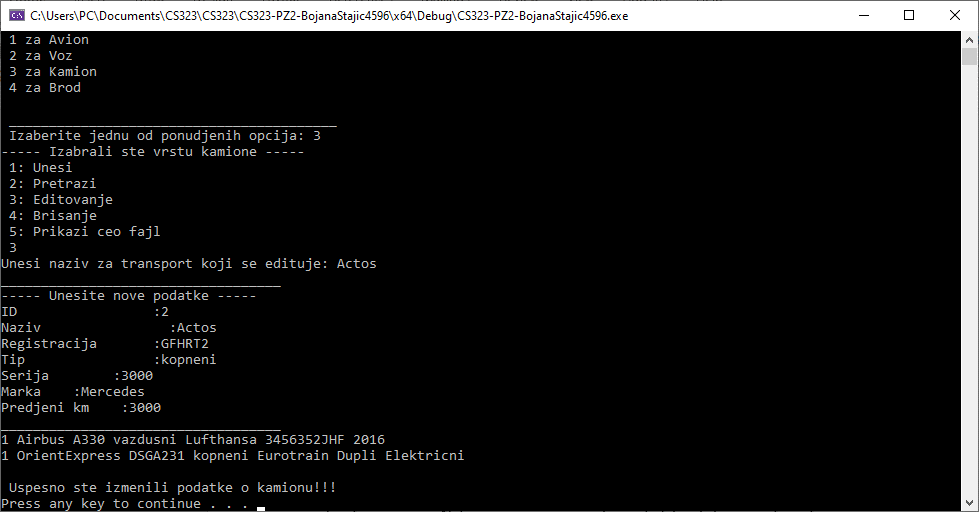 C:\Users\PC\Documents\CS323\CS323\CS323-PZ2-BojanaStajic4596\x64\Debug\CS323-PZ2-BojanaStajic4596.exe
1 za Avion
2 za Voz
3 za Kamion
4 za Brod
_________________________________________
Izaberite jednu od ponudjenih opcija: 3
----- Izabrali ste vrstu kamione -----
1: Unesi
2: Pretrazi
3: Editovanje
4: Brisanje
5: Prikazi ceo fajl
3
Unesi naziv za transport koji se edituje: Actos
___________________________________
----- Unesite nove podatke -----
ID                 :2
Naziv                :Actos
Registracija       :GFHRT2
Tip                :kopneni
Serija        :3000
Marka    :Mercedes
Predjeni km    :3000
___________________________________
1 Airbus A330 vazdusni Lufthansa 3456352JHF 2016
1 OrientExpress DSGA231 kopneni Eurotrain Dupli Elektricni
Uspesno ste izmenili podatke o kamionu!!!
Press any key to continue . . .